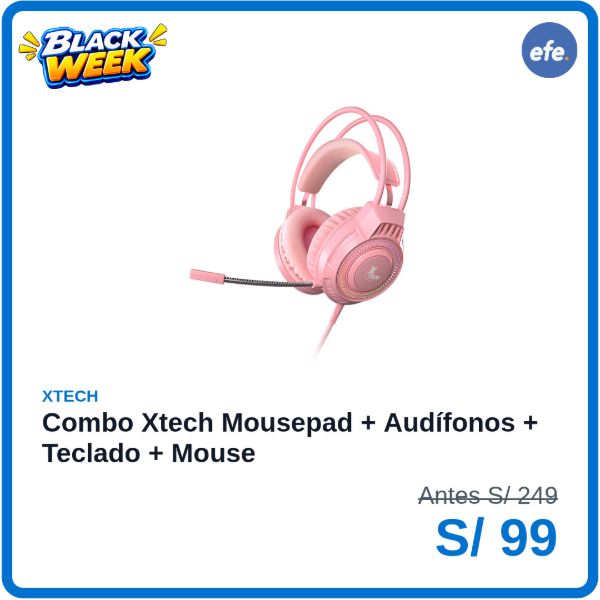 BLACK
WEEK
efe.
XTECH
Combo Xtech Mousepad + Audífonos +
Teclado + Mouse
Antes S/ 249
S/ 99